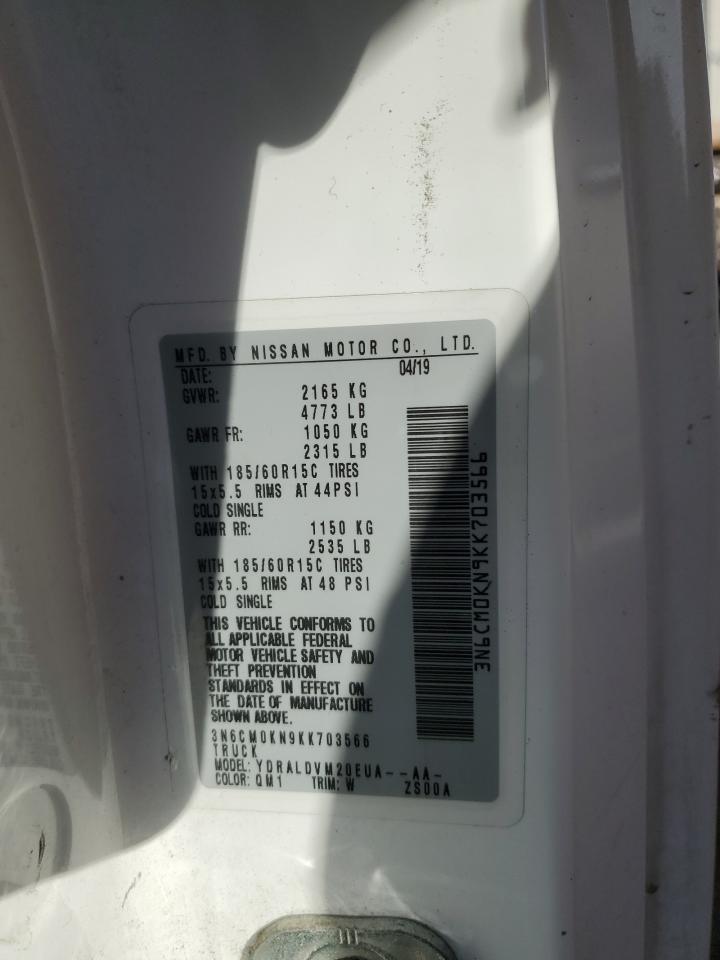 MFD. BY NISSAN MOTOR CO., LTD.
DATE: 04/19
GVWR: 2165 KG
4773 LB
GAWR FR: 1050 KG
2315 LB
WITH 185/60R15C TIRES
15x5.5 RIMS AT 44PSI
COLD SINGLE
GAWR RR: 1150 KG
2535 LB
WITH 185/60R15C TIRES
15x5.5 RIMS AT 48 PSI
COLD SINGLE
THIS VEHICLE CONFORMS TO
ALL APPLICABLE FEDERAL
MOTOR VEHICLE SAFETY AND
THEFT PREVENTION
STANDARDS IN EFFECT ON
THE DATE OF MANUFACTURE
SHOWN ABOVE.
3N6CM0KN9KK703566
TRUCK
MODEL: YDRALDVM20EUA--AA-
COLOR: QM1 TRIM: W ZS00A
3N6CM0KN9KK703566